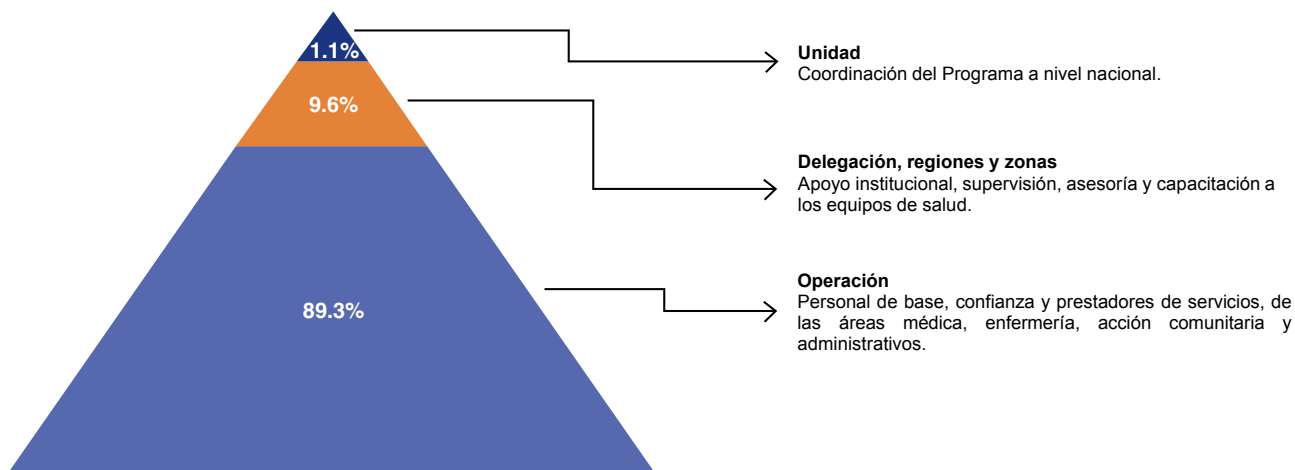 1.1%
Unidad
Coordinación del Programa a nivel nacional.
9.6%
Delegación, regiones y zonas
Apoyo institucional, supervisión, asesoría y capacitación a
los equipos de salud.
89.3%
Operación
Personal de base, confianza y prestadores de servicios, de
las áreas médica, enfermería, acción comunitaria y
administrativos.